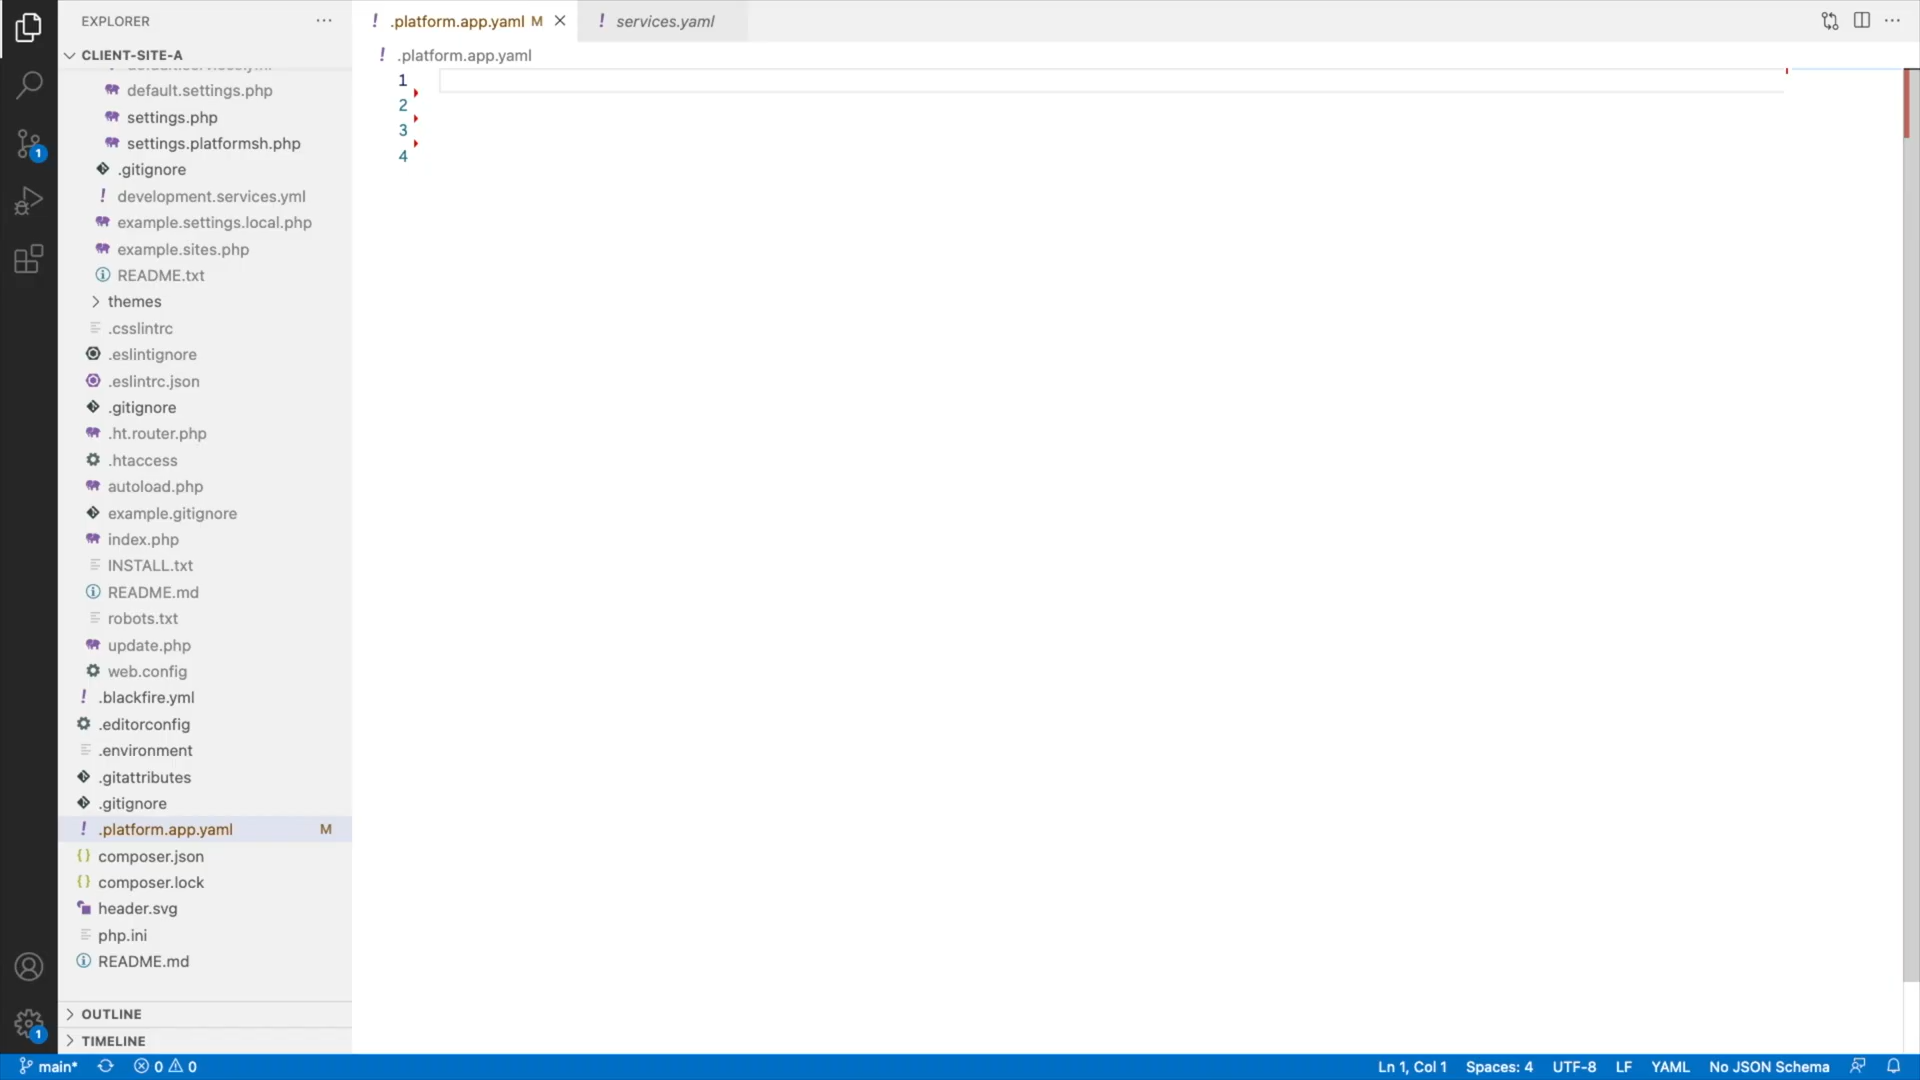 EXPLORER
CLIENT-SITE-A
default.settings.php
settings.php
settings.platformsh.php
.gitignore
development.services.yml
example.settings.local.php
example.sites.php
README.txt
themes
.csslintrc
.eslintignore
.eslintrc.json
.gitignore
.ht.router.php
.htaccess
autoload.php
example.gitignore
index.php
INSTALL.txt
README.md
robots.txt
update.php
web.config
.blackfire.yml
.editorconfig
.environment
.gitattributes
.gitignore
.platform.app.yaml M
composer.json
composer.lock
header.svg
php.ini
README.md
OUTLINE
TIMELINE
! .platform.app.yaml M
! services.yaml
! .platform.app.yaml
1
2
3
4
1
1
main* 0 0
Ln 1, Col 1 Spaces: 4 UTF-8 LF YAML No JSON Schema